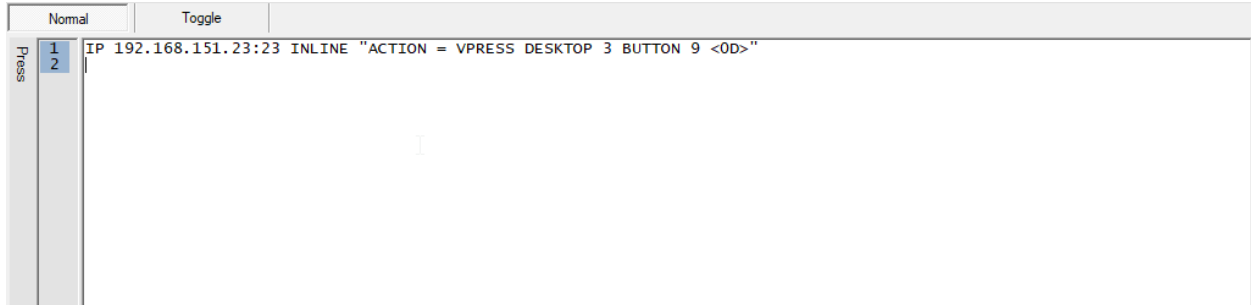 Normal Toggle
Press
1 IP 192.168.151.23:23 INLINE "ACTION = VPRESS DESKTOP 3 BUTTON 9 <0D>"
2